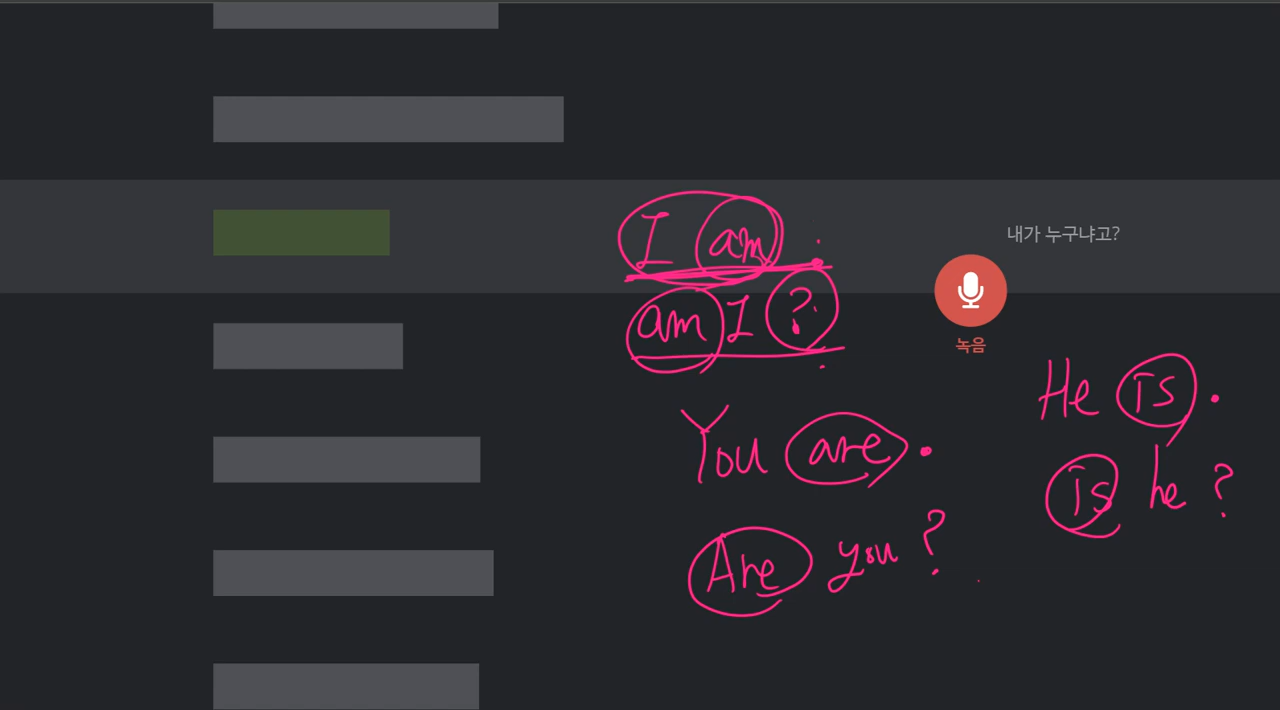 I am .
내가 누구냐고?
am I ?
녹음
He is .
You are .
is he ?
Are you ?